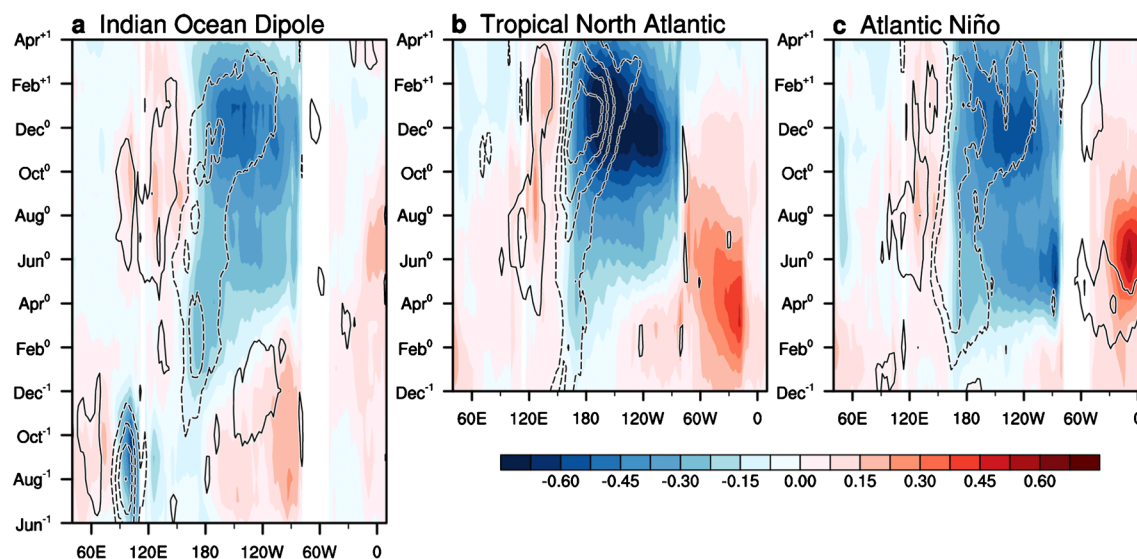 a Indian Ocean Dipole
b Tropical North Atlantic
c Atlantic Niño
Apr⁺¹
Feb⁺¹
Dec⁰
Oct⁰
Aug⁰
Jun⁰
Apr⁰
Feb⁰
Dec⁻¹
Oct⁻¹
Aug⁻¹
Jun⁻¹
60E 120E 180 120W 60W 0
Apr⁺¹
Feb⁺¹
Dec⁰
Oct⁰
Aug⁰
Jun⁰
Apr⁰
Feb⁰
Dec⁻¹
60E 120E 180 120W 60W 0
Apr⁺¹
Feb⁺¹
Dec⁰
Oct⁰
Aug⁰
Jun⁰
Apr⁰
Feb⁰
Dec⁻¹
60E 120E 180 120W 60W 0
-0.60 -0.45 -0.30 -0.15 0.00 0.15 0.30 0.45 0.60